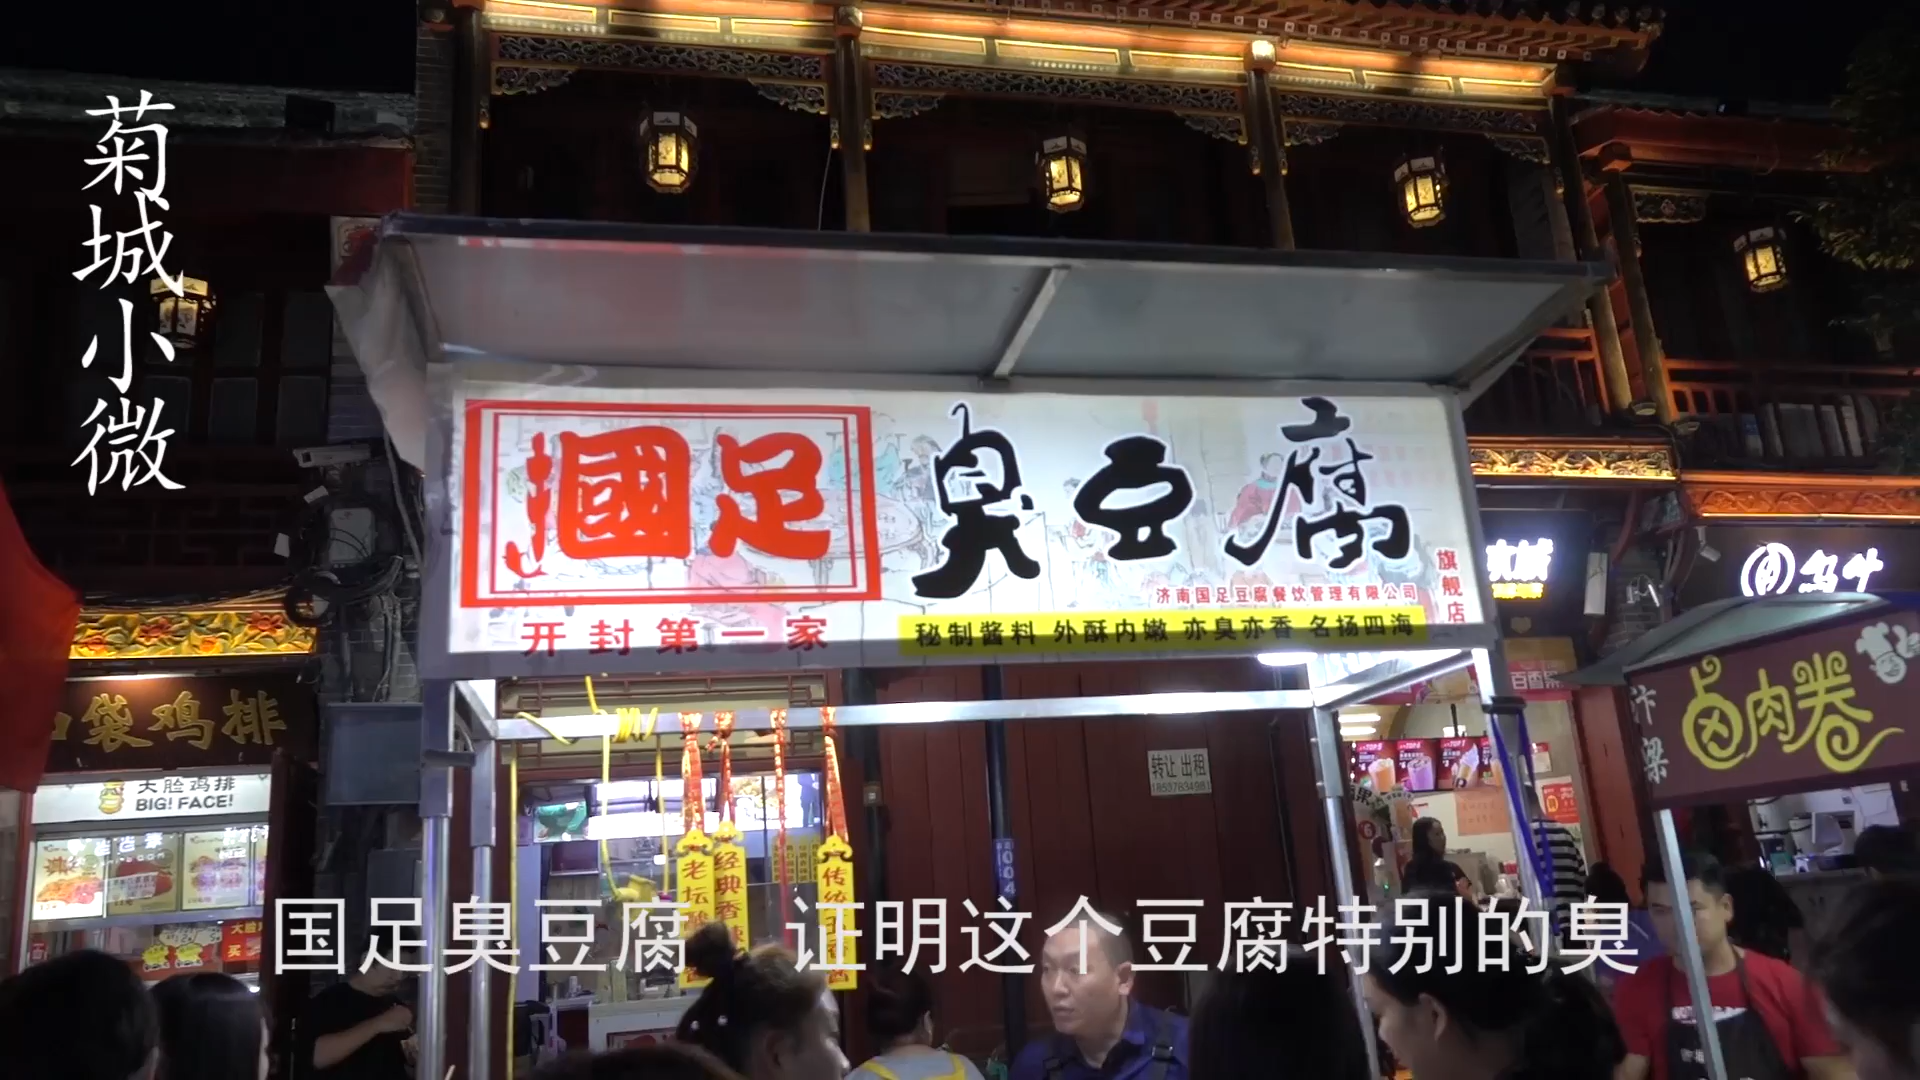 菊城小微
摑足 臭豆腐
济南国足豆腐餐饮管理有限公司
旗舰店
开封第一家
秘制酱料 外酥内嫩 亦臭亦香 名扬四海
袋鸡排
大脸鸡排
BIG! FACE!
转让 出租
老坛酸
经典香辣
传统
汴梁
卤肉卷
国足臭豆腐 证明这个豆腐特别的臭